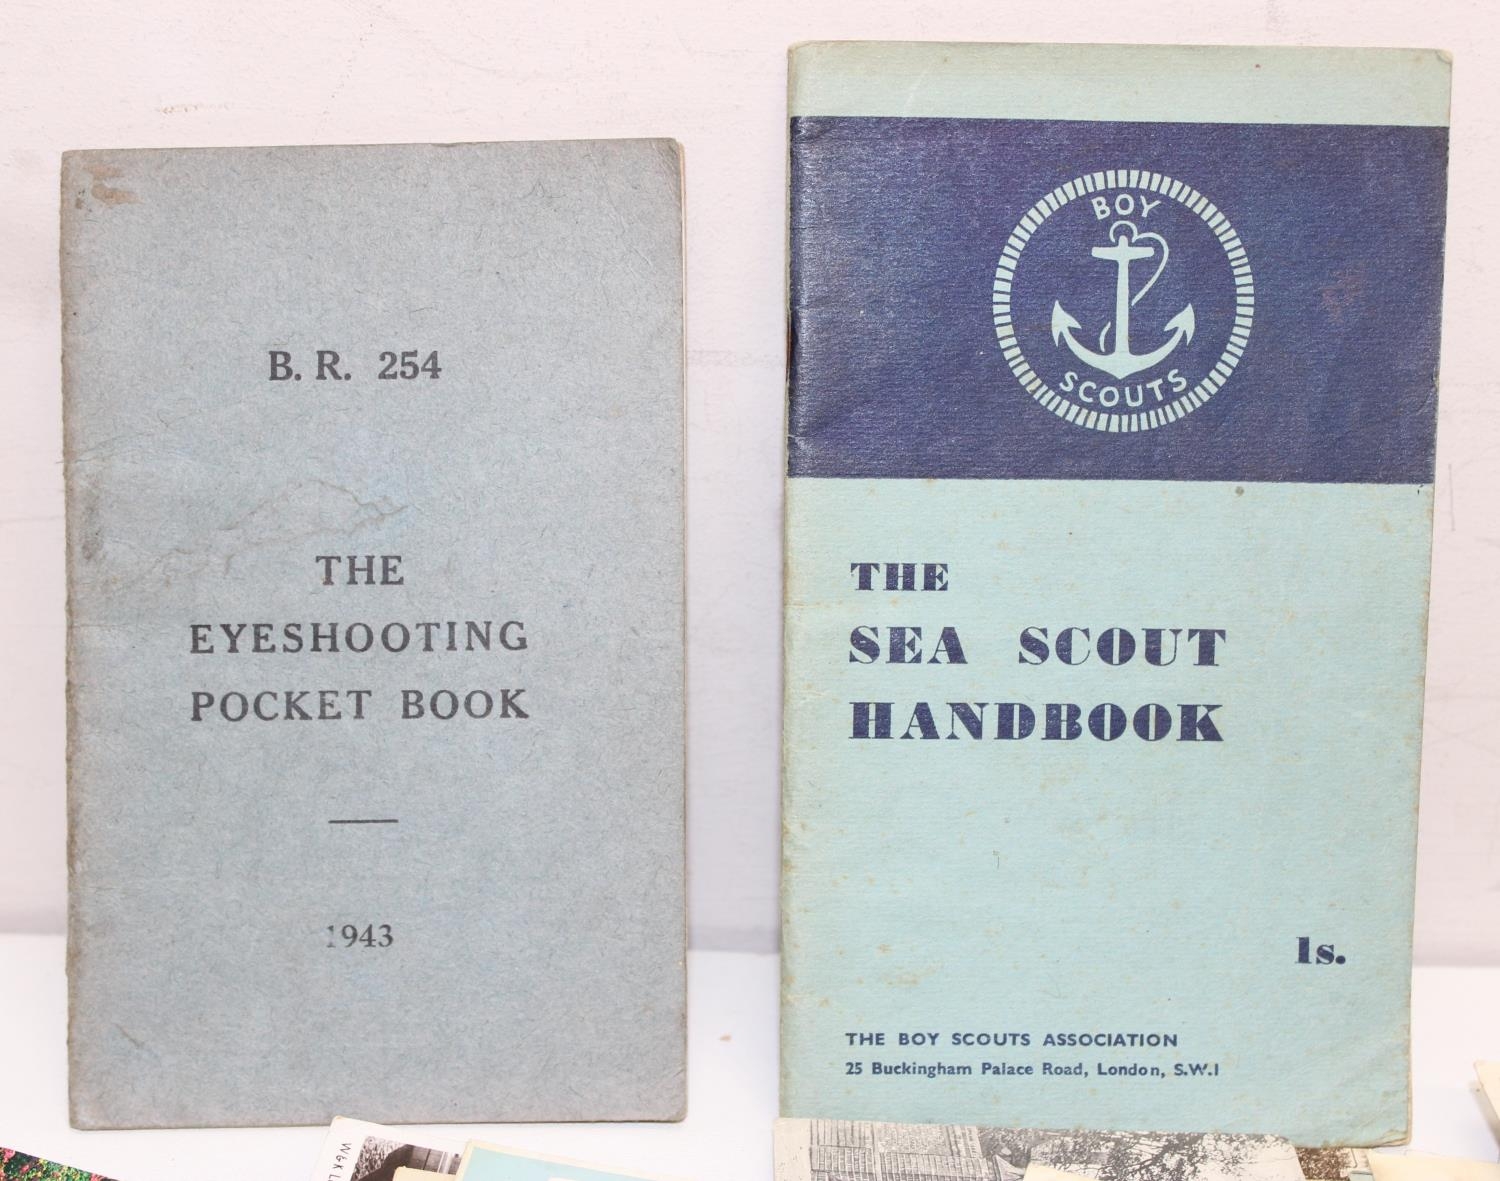 B. R. 254
THE
EYESHOOTING
POCKET BOOK
1943
BOY
SCOUTS
THE
SEA SCOUT
HANDBOOK
1s.
THE BOY SCOUTS ASSOCIATION
25 Buckingham Palace Road, London, S.W.1